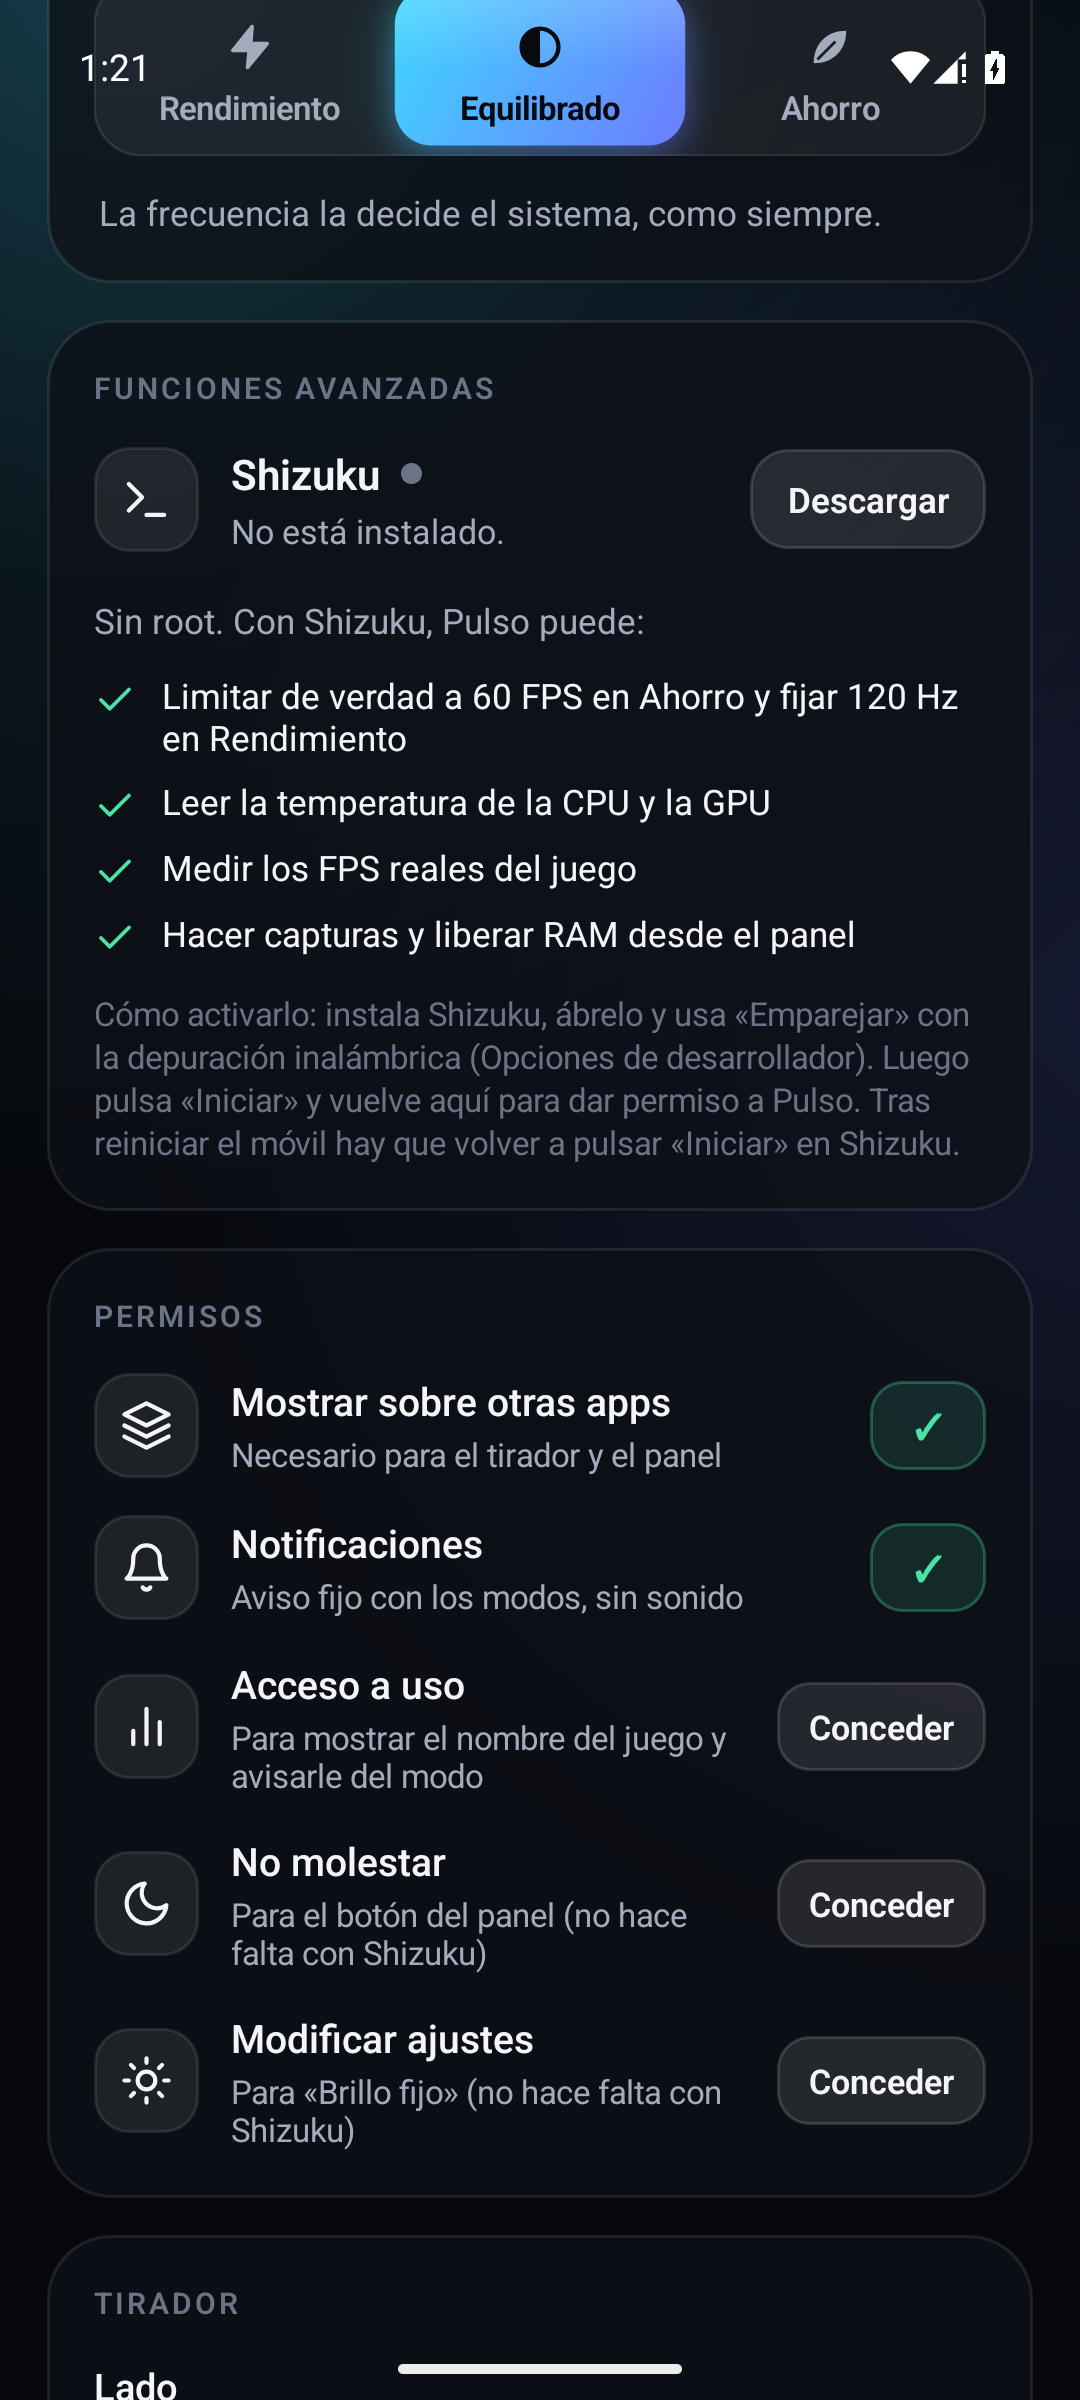 1:21
Rendimiento
Equilibrado
Ahorro
La frecuencia la decide el sistema, como siempre.
FUNCIONES AVANZADAS
Shizuku
No está instalado.
Descargar
Sin root. Con Shizuku, Pulso puede:
Limitar de verdad a 60 FPS en Ahorro y fijar 120 Hz
en Rendimiento
Leer la temperatura de la CPU y la GPU
Medir los FPS reales del juego
Hacer capturas y liberar RAM desde el panel
Cómo activarlo: instala Shizuku, ábrelo y usa «Emparejar» con
la depuración inalámbrica (Opciones de desarrollador). Luego
pulsa «Iniciar» y vuelve aquí para dar permiso a Pulso. Tras
reiniciar el móvil hay que volver a pulsar «Iniciar» en Shizuku.
PERMISOS
Mostrar sobre otras apps
Necesario para el tirador y el panel
✓
Notificaciones
Aviso fijo con los modos, sin sonido
✓
Acceso a uso
Para mostrar el nombre del juego y
avisarle del modo
Conceder
No molestar
Para el botón del panel (no hace
falta con Shizuku)
Conceder
Modificar ajustes
Para «Brillo fijo» (no hace falta con
Shizuku)
Conceder
TIRADOR
Lado